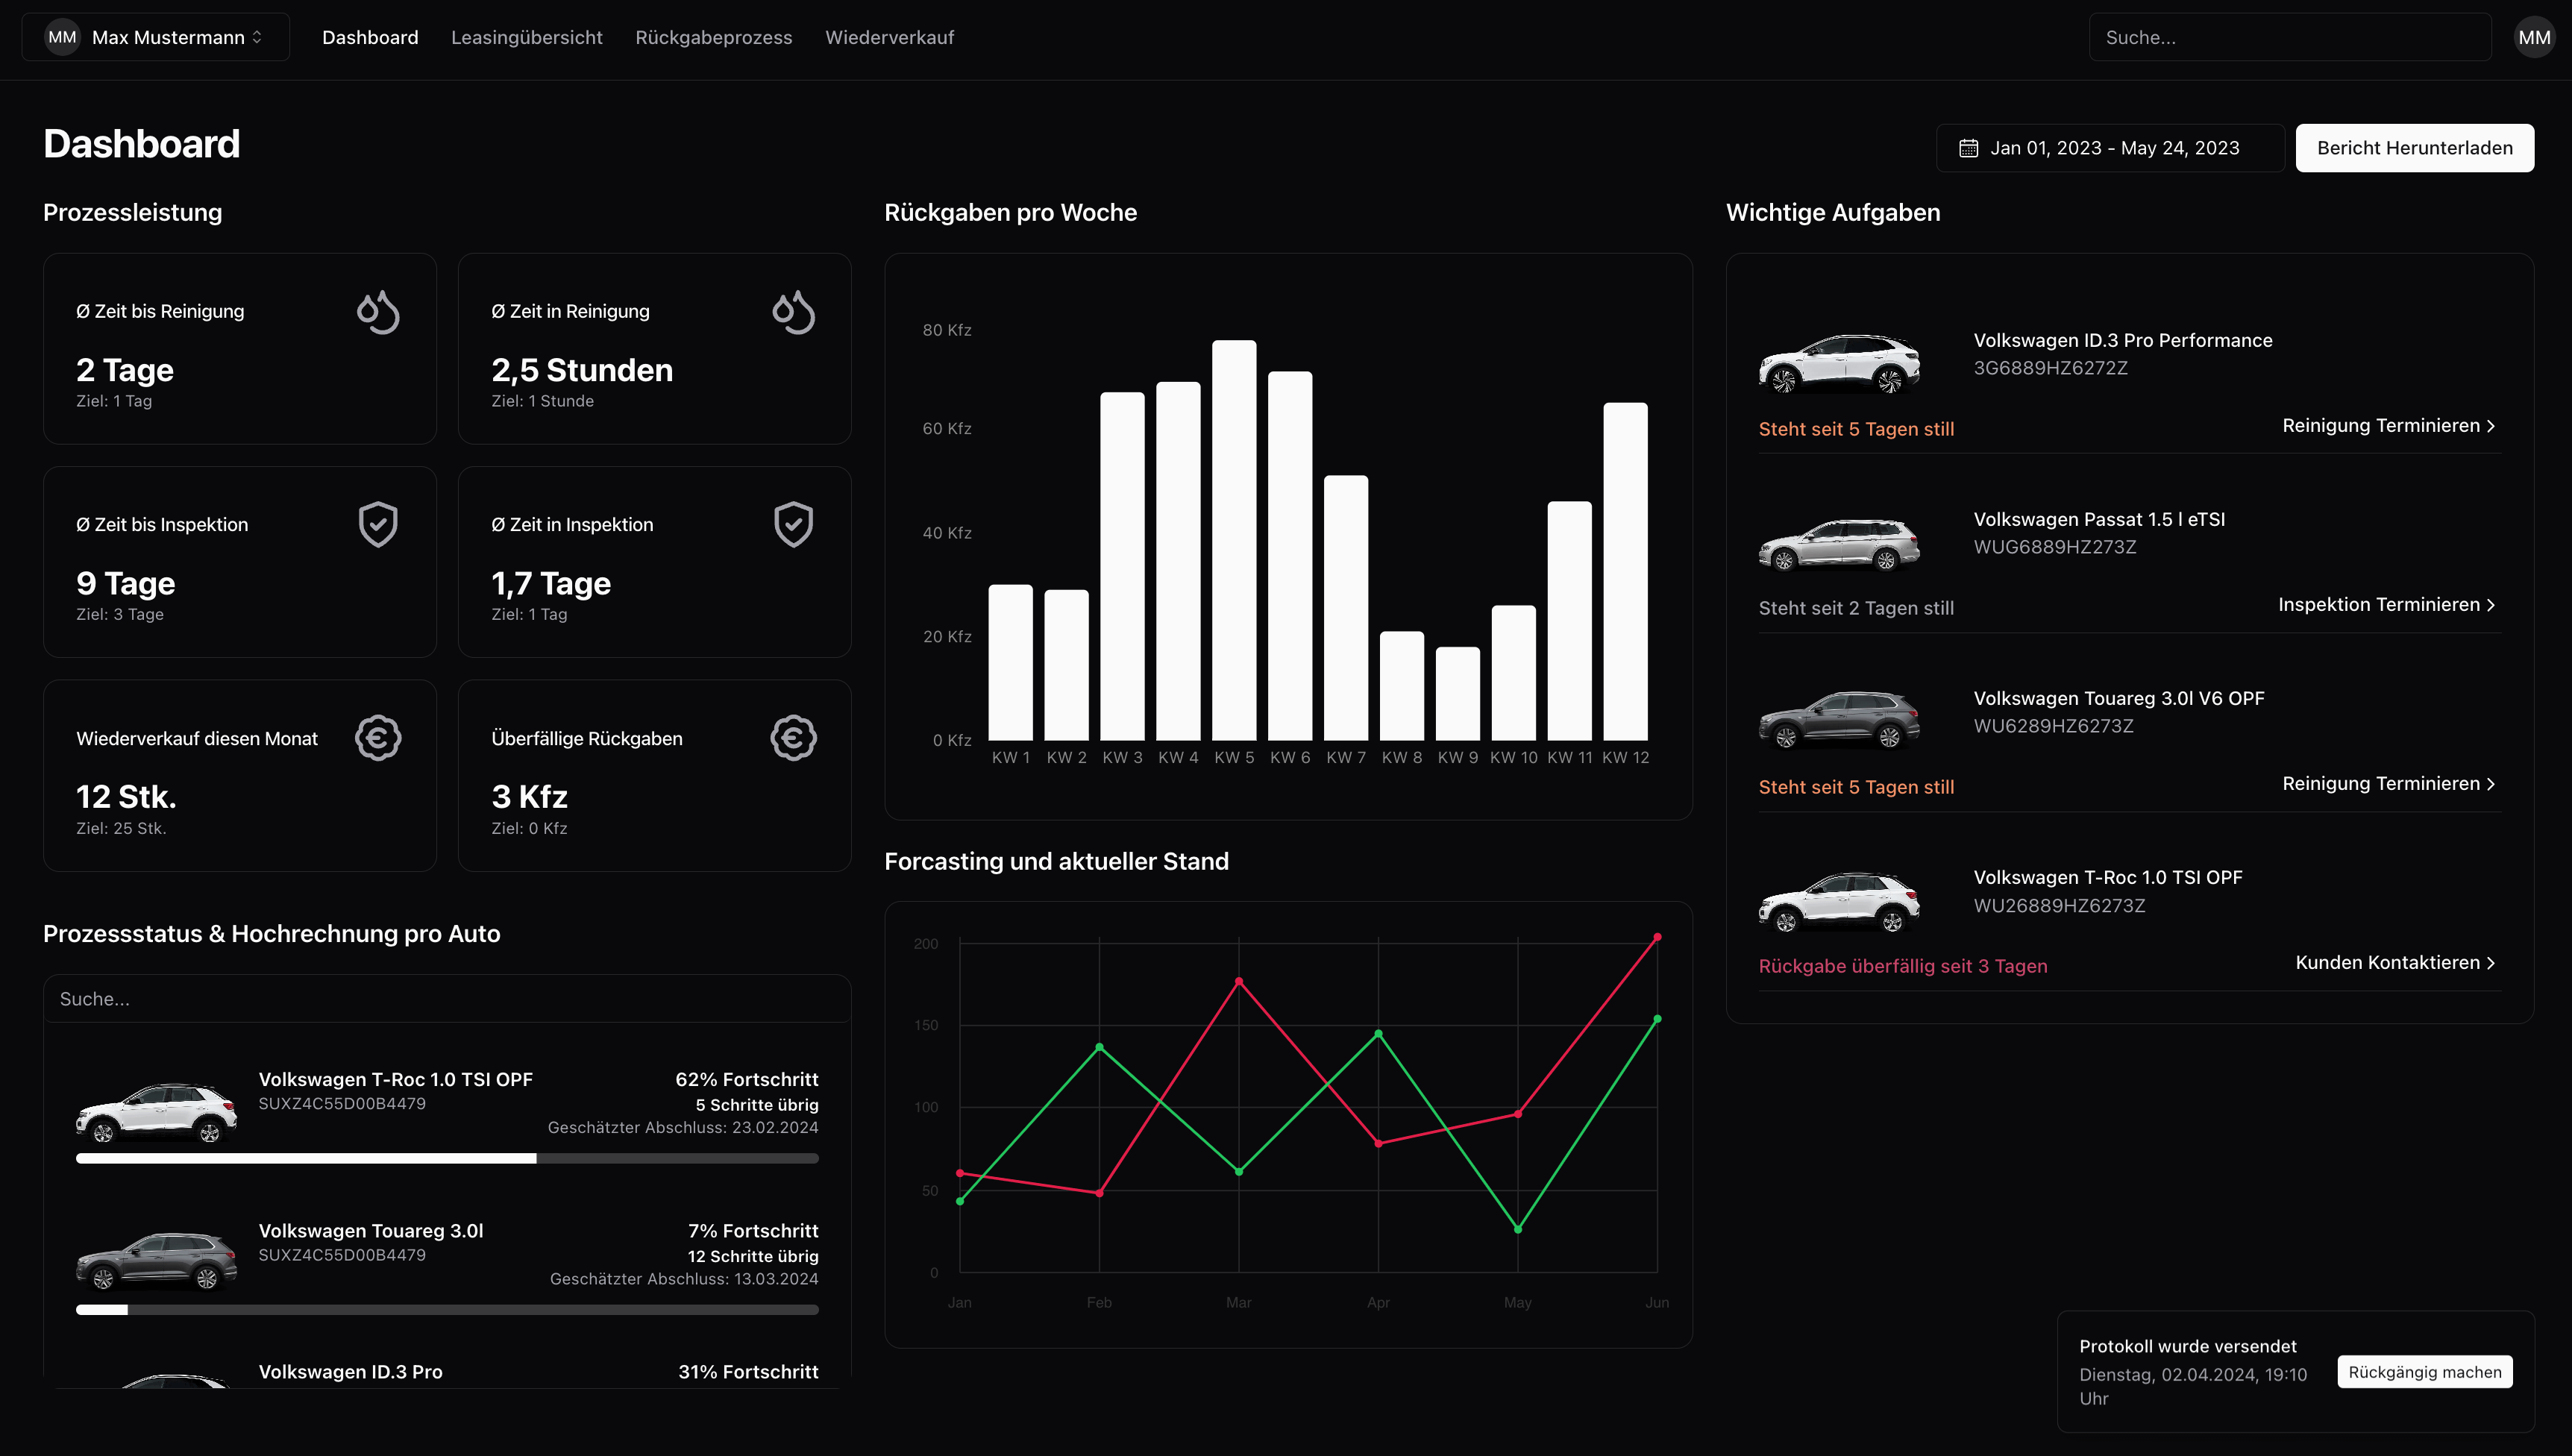 MM Max Mustermann
Dashboard Leasingübersicht Rückgabeprozess Wiederverkauf
Suche...
MM
Dashboard
Jan 01, 2023 - May 24, 2023
Bericht Herunterladen
Prozessleistung
Ø Zeit bis Reinigung
2 Tage
Ziel: 1 Tag
Ø Zeit in Reinigung
2,5 Stunden
Ziel: 1 Stunde
Ø Zeit bis Inspektion
9 Tage
Ziel: 3 Tage
Ø Zeit in Inspektion
1,7 Tage
Ziel: 1 Tag
Wiederverkauf diesen Monat
12 Stk.
Ziel: 25 Stk.
Überfällige Rückgaben
3 Kfz
Ziel: 0 Kfz
Prozessstatus & Hochrechnung pro Auto
Suche...
Volkswagen T-Roc 1.0 TSI OPF
SUXZ4C55D00B4479
62% Fortschritt
5 Schritte übrig
Geschätzter Abschluss: 23.02.2024
Volkswagen Touareg 3.0l
SUXZ4C55D00B4479
7% Fortschritt
12 Schritte übrig
Geschätzter Abschluss: 13.03.2024
Volkswagen ID.3 Pro
31% Fortschritt
Rückgaben pro Woche
80 Kfz
60 Kfz
40 Kfz
20 Kfz
0 Kfz
KW 1 KW 2 KW 3 KW 4 KW 5 KW 6 KW 7 KW 8 KW 9 KW 10 KW 11 KW 12
Forcasting und aktueller Stand
200
150
100
50
0
Jan Feb Mar Apr May Jun
Wichtige Aufgaben
Volkswagen ID.3 Pro Performance
3G6889HZ6272Z
Steht seit 5 Tagen still
Reinigung Terminieren
Volkswagen Passat 1.5 l eTSI
WUG6889HZ273Z
Steht seit 2 Tagen still
Inspektion Terminieren
Volkswagen Touareg 3.0l V6 OPF
WU6289HZ6273Z
Steht seit 5 Tagen still
Reinigung Terminieren
Volkswagen T-Roc 1.0 TSI OPF
WU26889HZ6273Z
Rückgabe überfällig seit 3 Tagen
Kunden Kontaktieren
Protokoll wurde versendet
Dienstag, 02.04.2024, 19:10
Uhr
Rückgängig machen